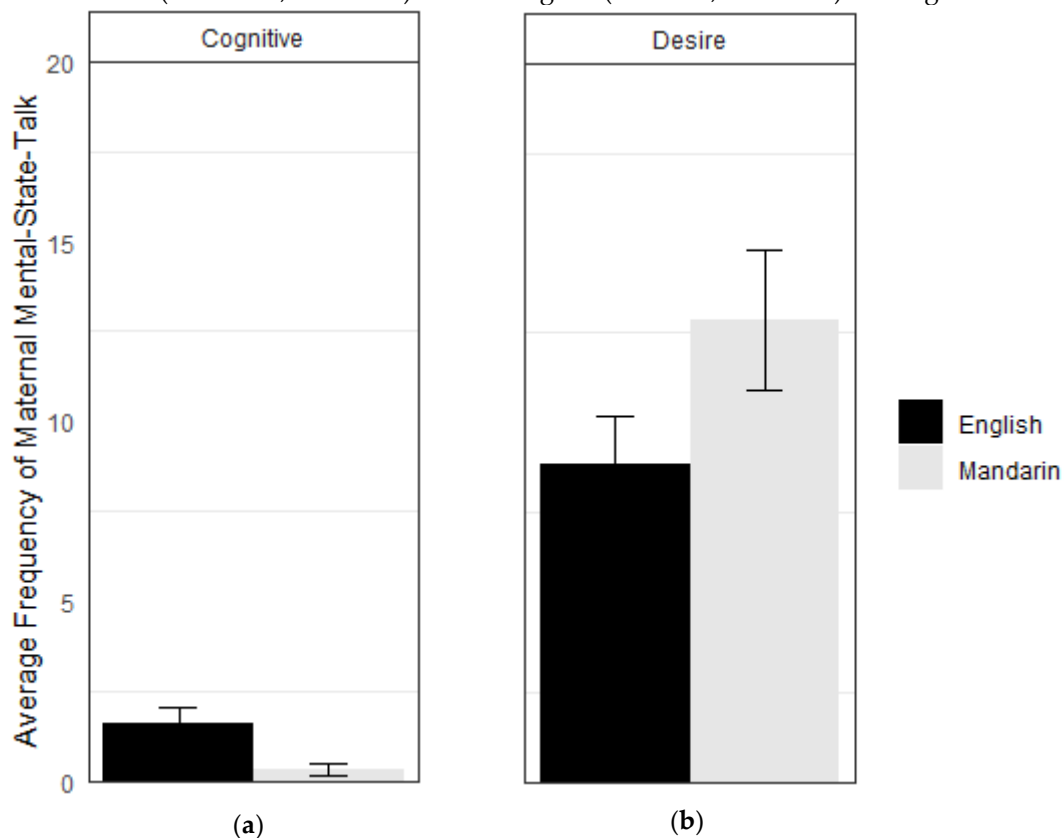 Cognitive
Desire
Average Frequency of Maternal Mental-State-Talk
20
15
10
5
0
English
Mandarin
(a)
(b)